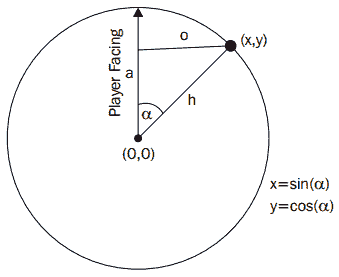 Player Facing
o
(x,y)
a
α
h
(0,0)
x=sin(α)
y=cos(α)